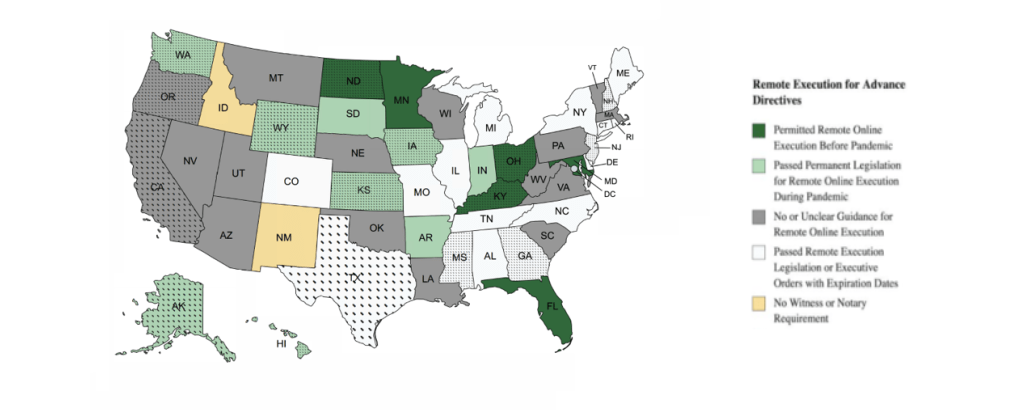 WA
MT
ND
MN
VT
ME
OR
ID
SD
WI
NH
NY
MA
WY
MI
CT
RI
IA
NE
PA
NJ
NV
OH
DE
UT
IL
IN
CO
WV
MD
CA
KS
MO
VA
DC
KY
NC
TN
OK
AZ
NM
AR
SC
MS
AL
GA
TX
LA
AK
FL
HI
Remote Execution for Advance
Directives
Permitted Remote Online
Execution Before Pandemic
Passed Permanent Legislation
for Remote Online Execution
During Pandemic
No or Unclear Guidance for
Remote Online Execution
Passed Remote Execution
Legislation or Executive
Orders with Expiration Dates
No Witness or Notary
Requirement